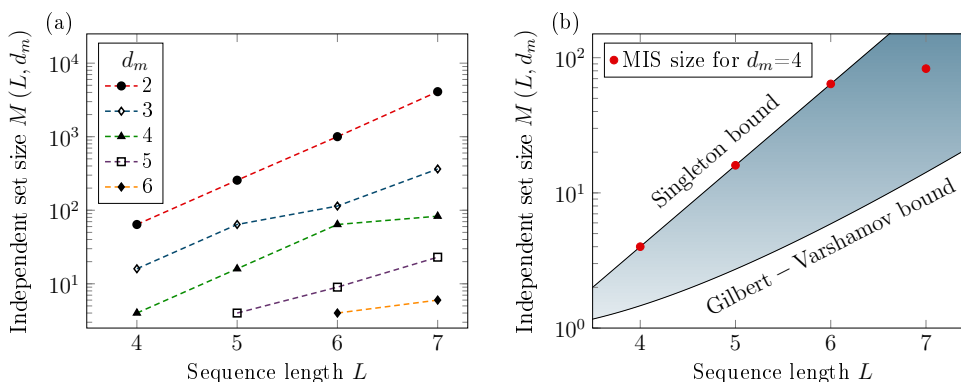 (a)
Independent set size M (L, d_m)
10^4
10^3
10^2
10^1
d_m
2
3
4
5
6
4 5 6 7
Sequence length L
(b)
Independent set size M (L, d_m)
10^2
10^1
10^0
MIS size for d_m=4
Singleton bound
Gilbert − Varshamov bound
4 5 6 7
Sequence length L